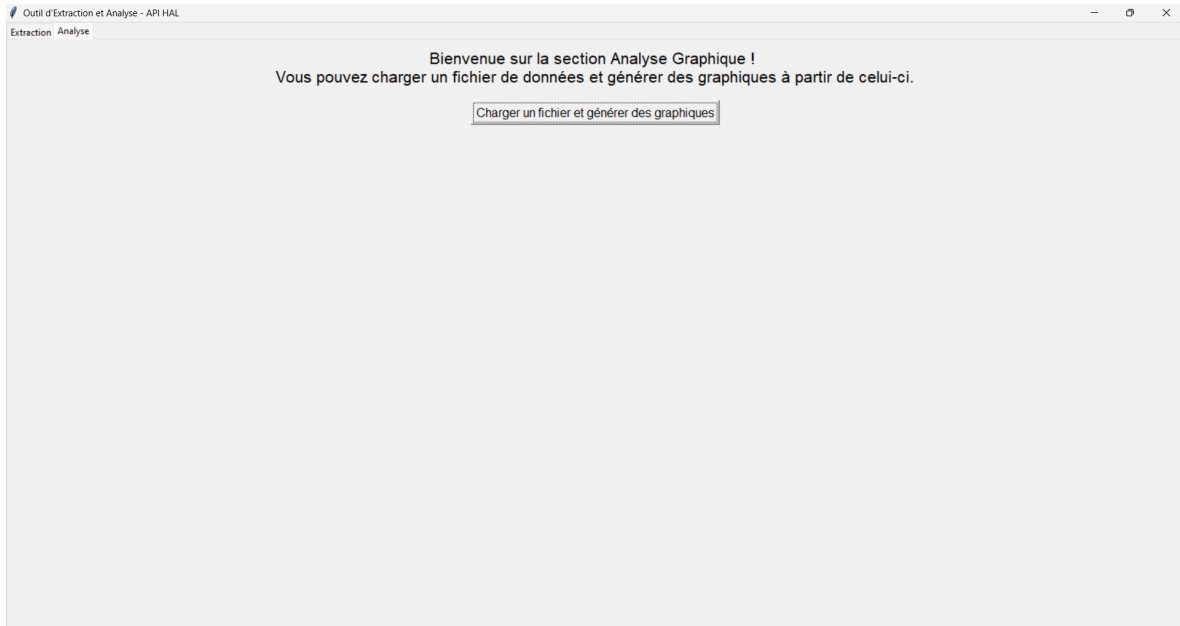 Outil d'Extraction et Analyse - API HAL
Extraction Analyse
Bienvenue sur la section Analyse Graphique !
Vous pouvez charger un fichier de données et générer des graphiques à partir de celui-ci.
Charger un fichier et générer des graphiques